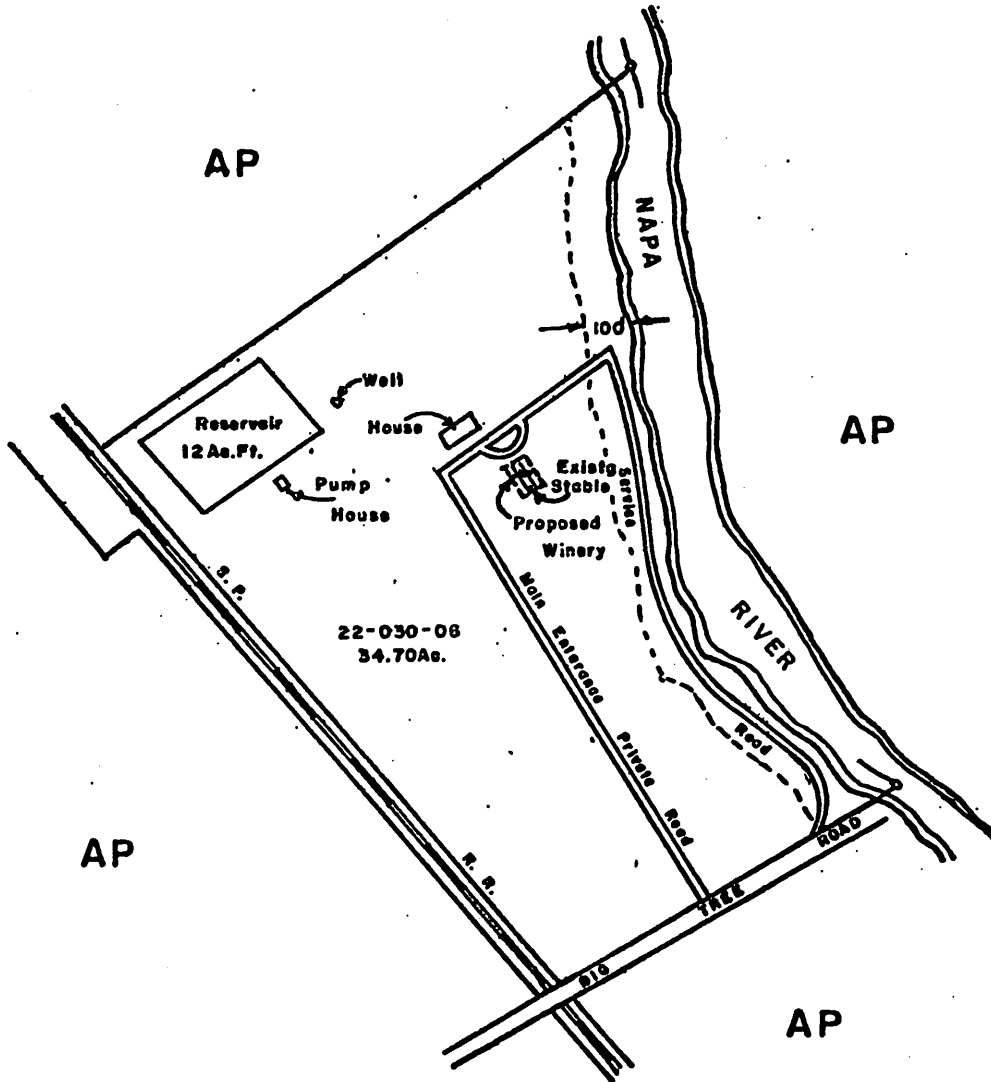 AP
NAPA
100'
Well
Reservoir
12 Ac.Ft.
House
AP
Existg.
Stable
Pump
House
Service
Proposed
Winery
S. P.
Main Enterance Private Road
22-030-06
34.70Ac.
RIVER
Road
AP
R. R.
BIG TREE ROAD
AP